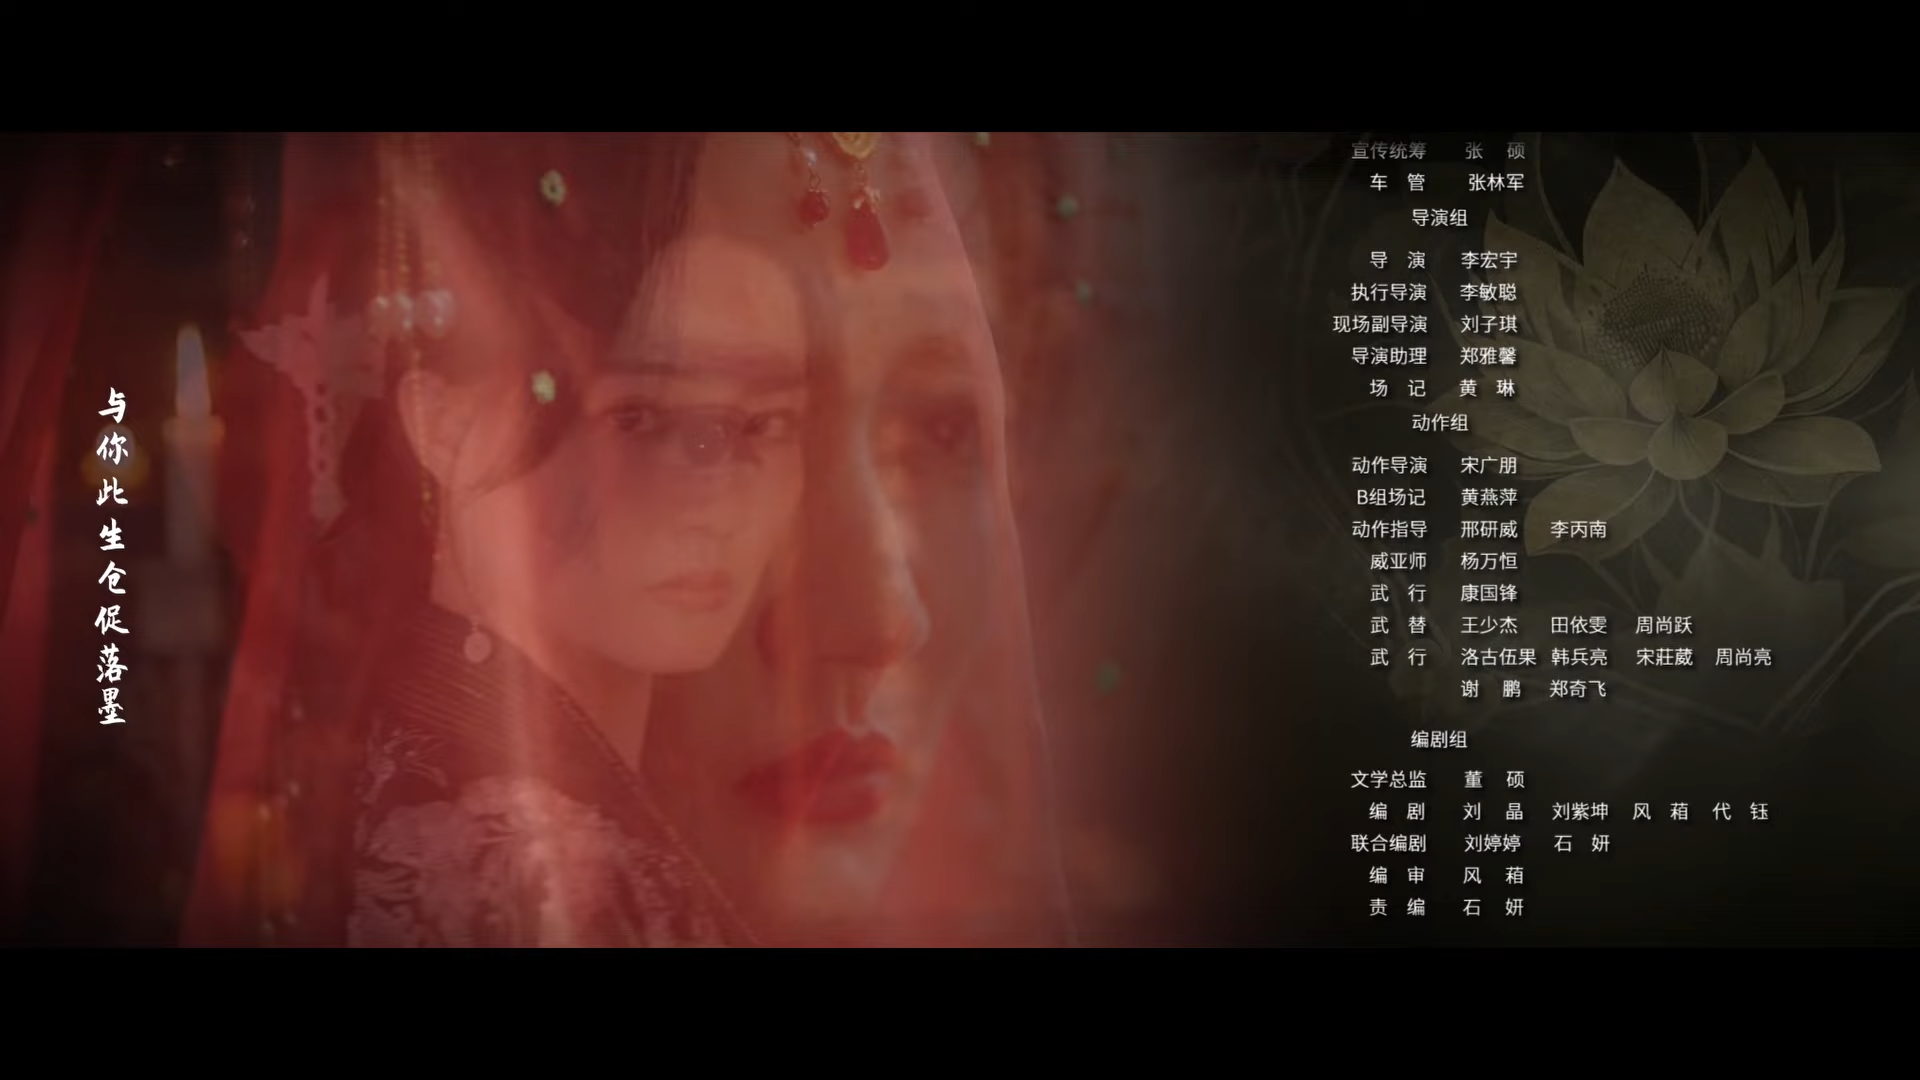 与你此生仓促落墨
宣传统筹 张 硕
车 管 张林军
导演组
导 演 李宏宇
执行导演 李敏聪
现场副导演 刘子琪
导演助理 郑雅馨
场 记 黄 琳
动作组
动作导演 宋广朋
B组场记 黄燕萍
动作指导 邢研威 李丙南
威亚师 杨万恒
武 行 康国锋
武 替 王少杰 田依雯 周尚跃
武 行 洛古伍果 韩兵亮 宋莊葳 周尚亮
谢 鹏 郑奇飞
编剧组
文学总监 董 硕
编 剧 刘 晶 刘紫坤 风 葙 代 钰
联合编剧 刘婷婷 石 妍
编 审 风 葙
责 编 石 妍